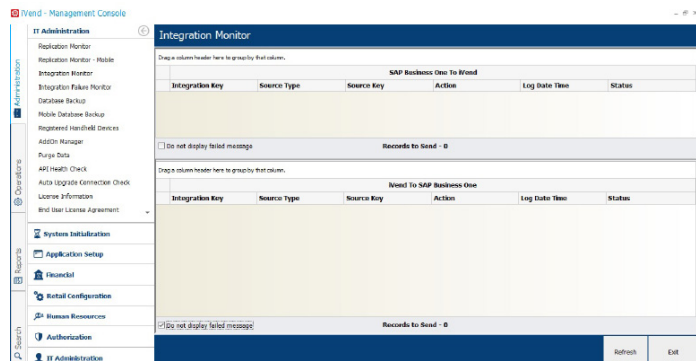 iVend - Management Console
IT Administration
Replication Monitor
Replication Monitor - Mobile
Integration Monitor
Integration Failure Monitor
Database Backup
Mobile Database Backup
Registered Handheld Devices
AddOn Manager
Purge Data
API Health Check
Auto Upgrade Connection Check
License Information
End User License Agreement
System Initialization
Application Setup
Financial
Retail Configuration
Human Resources
Authorization
IT Administration
Administration
Operations
Reports
Search
Integration Monitor
Drag a column header here to group by that column.
SAP Business One To iVend
Integration Key Source Type Source Key Action Log Date Time Status
Do not display failed message Records to Send - 0
Drag a column header here to group by that column.
iVend To SAP Business One
Integration Key Source Type Source Key Action Log Date Time Status
Do not display failed message Records to Send - 0
Refresh Exit